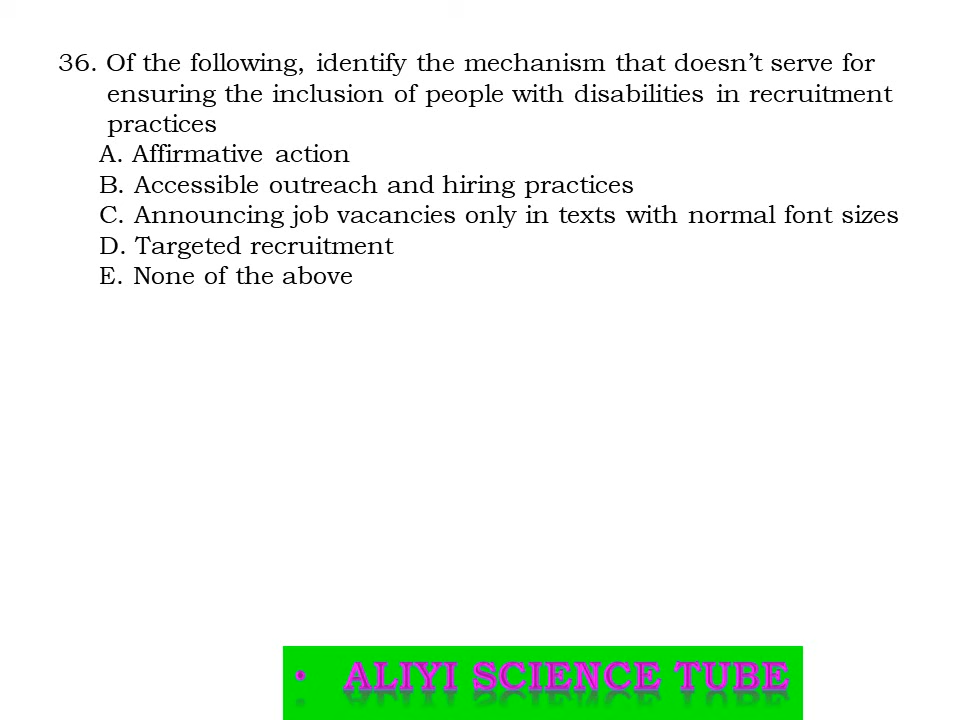 36. Of the following, identify the mechanism that doesn’t serve for
ensuring the inclusion of people with disabilities in recruitment
practices
A. Affirmative action
B. Accessible outreach and hiring practices
C. Announcing job vacancies only in texts with normal font sizes
D. Targeted recruitment
E. None of the above
• ALIYI SCIENCE TUBE